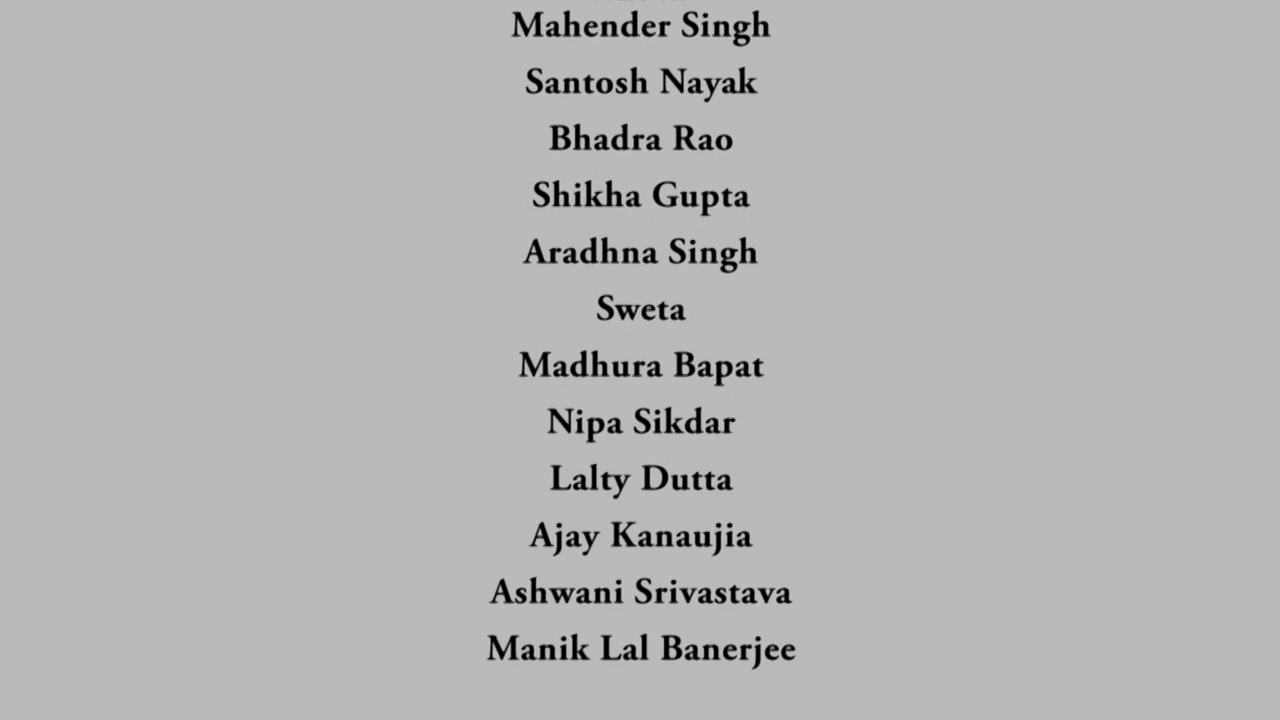 Mahender Singh
Santosh Nayak
Bhadra Rao
Shikha Gupta
Aradhna Singh
Sweta
Madhura Bapat
Nipa Sikdar
Lalty Dutta
Ajay Kanaujia
Ashwani Srivastava
Manik Lal Banerjee